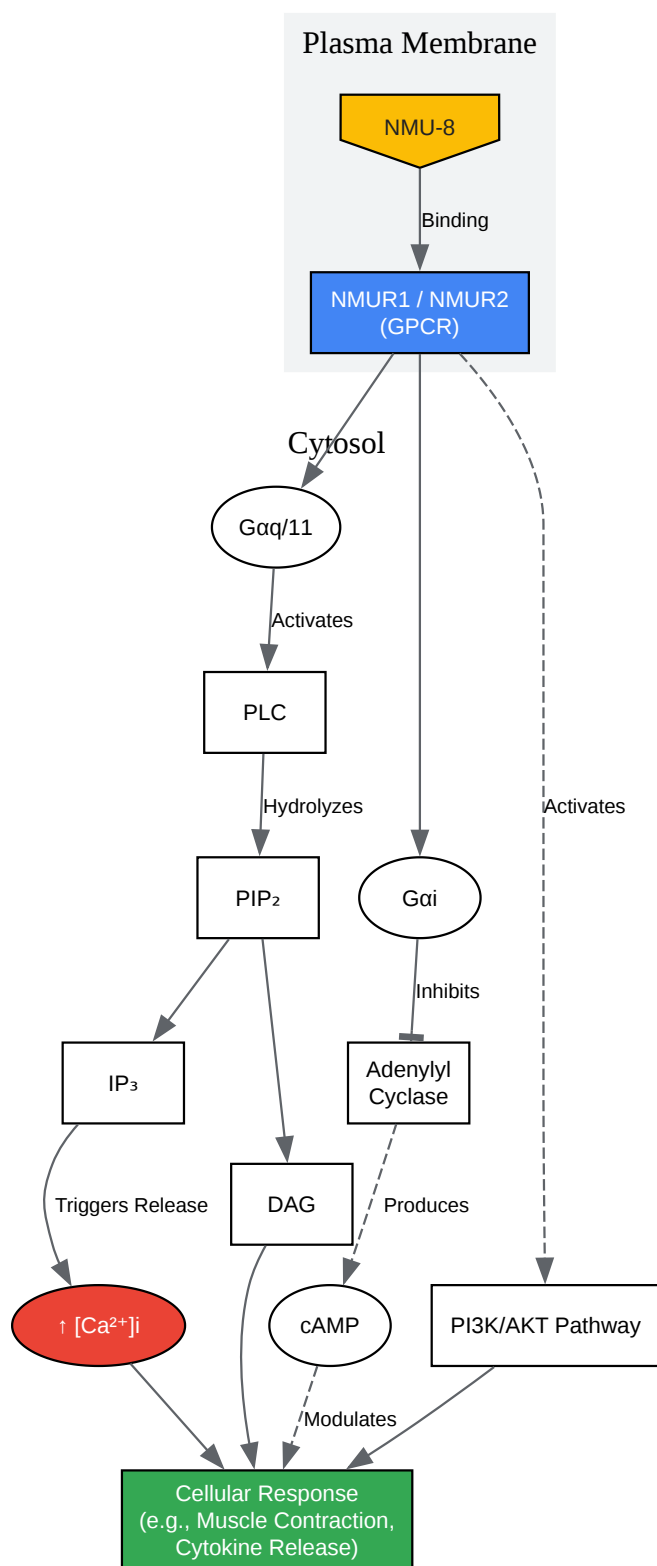 Plasma Membrane
NMU-8
Binding
NMUR1 / NMUR2
(GPCR)
Cytosol
Gαq/11
Activates
PLC
Hydrolyzes
Activates
PIP₂
Gαi
Inhibits
IP₃
Adenylyl
Cyclase
Triggers Release
DAG
Produces
↑ [Ca²⁺]i
cAMP
PI3K/AKT Pathway
Modulates
Cellular Response
(e.g., Muscle Contraction,
Cytokine Release)